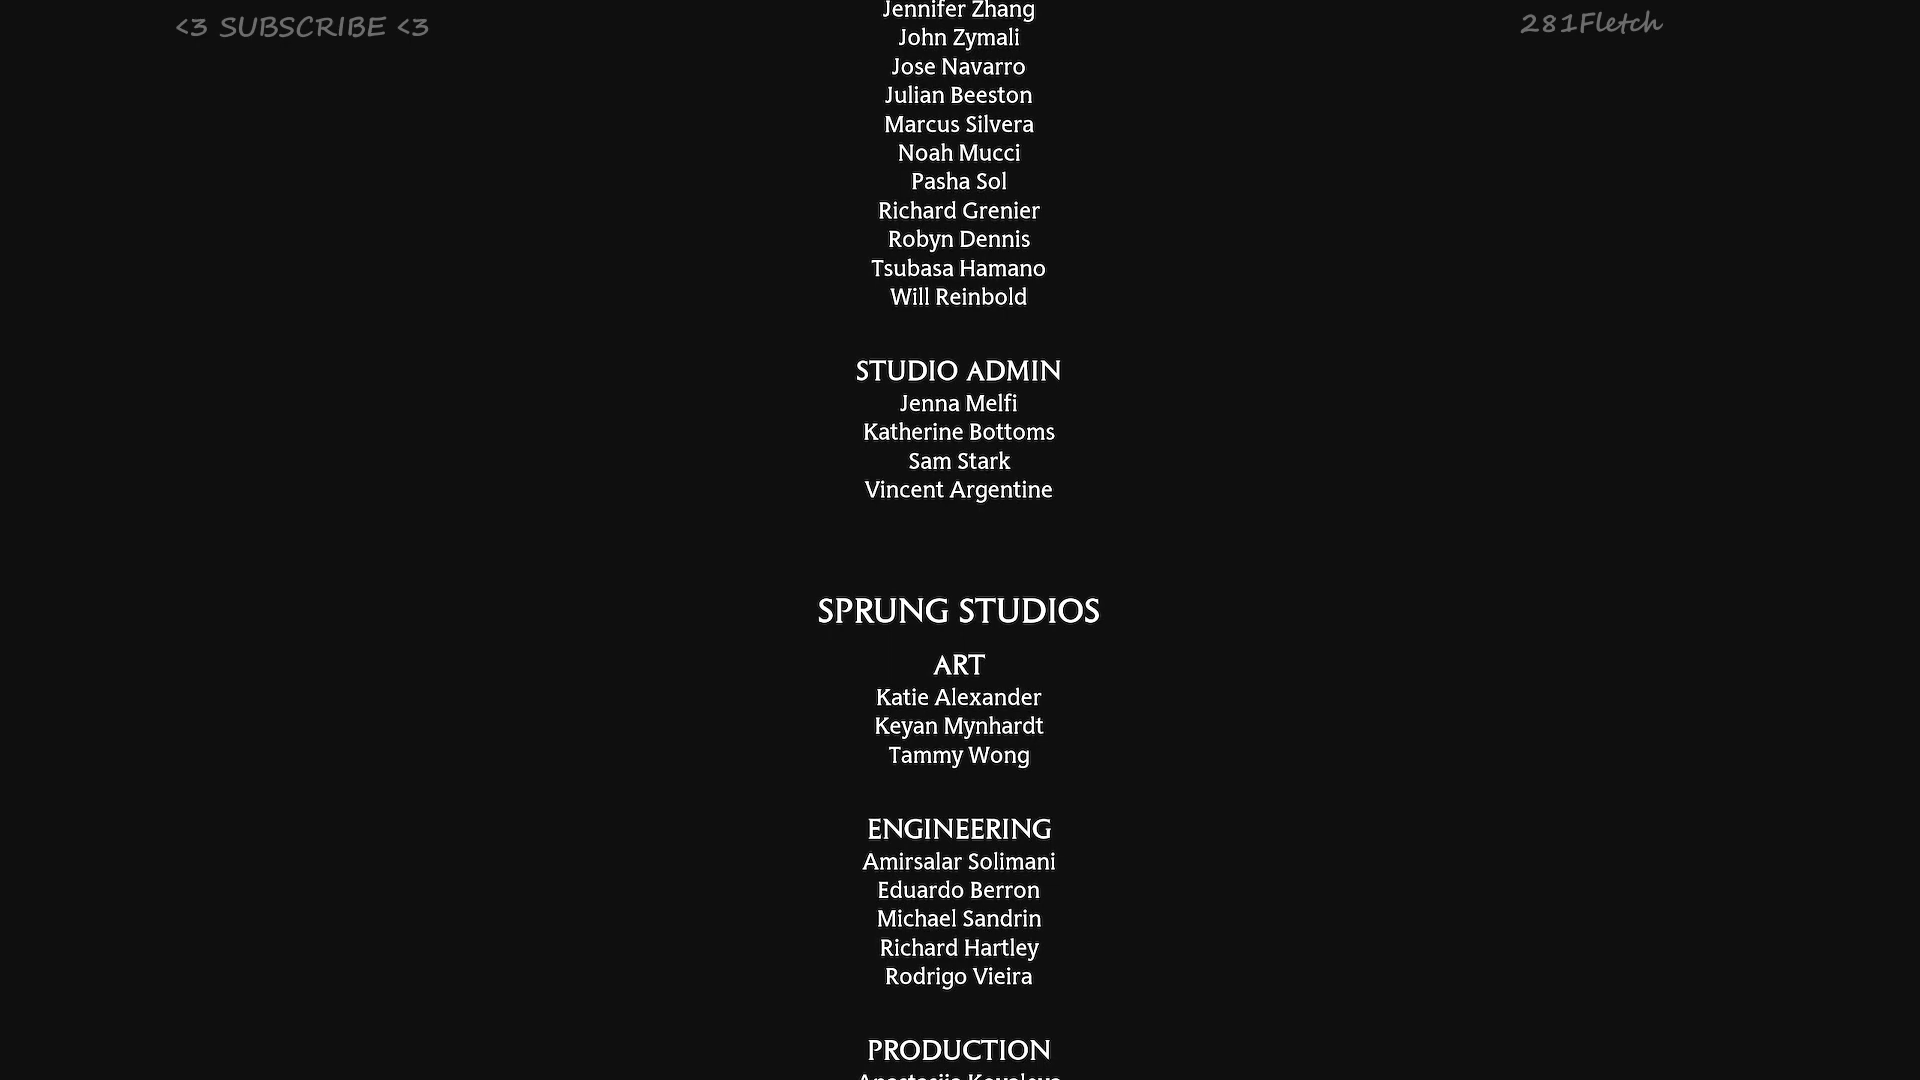 <3 SUBSCRIBE <3
281Fletch
Jennifer Zhang
John Zymali
Jose Navarro
Julian Beeston
Marcus Silvera
Noah Mucci
Pasha Sol
Richard Grenier
Robyn Dennis
Tsubasa Hamano
Will Reinbold
STUDIO ADMIN
Jenna Melfi
Katherine Bottoms
Sam Stark
Vincent Argentine
SPRUNG STUDIOS
ART
Katie Alexander
Keyan Mynhardt
Tammy Wong
ENGINEERING
Amirsalar Solimani
Eduardo Berron
Michael Sandrin
Richard Hartley
Rodrigo Vieira
PRODUCTION